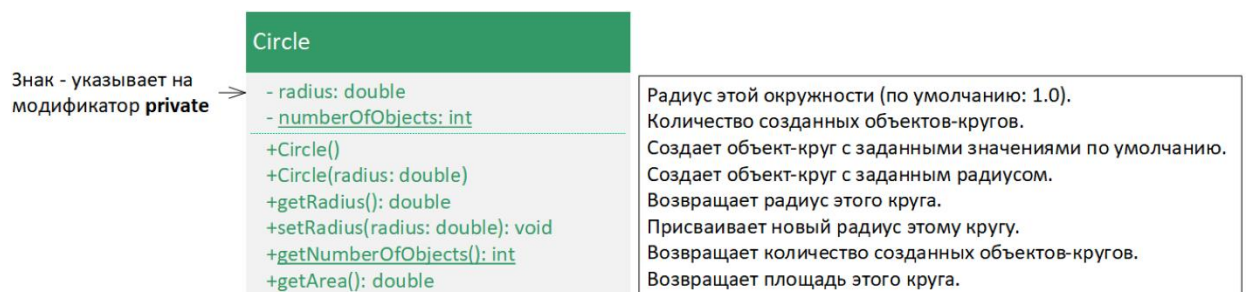 Circle
Знак - указывает на
модификатор private
- radius: double
- numberOfObjects: int
+Circle()
+Circle(radius: double)
+getRadius(): double
+setRadius(radius: double): void
+getNumberOfObjects(): int
+getArea(): double
Радиус этой окружности (по умолчанию: 1.0).
Количество созданных объектов-кругов.
Создает объект-круг с заданными значениями по умолчанию.
Создает объект-круг с заданным радиусом.
Возвращает радиус этого круга.
Присваивает новый радиус этому кругу.
Возвращает количество созданных объектов-кругов.
Возвращает площадь этого круга.